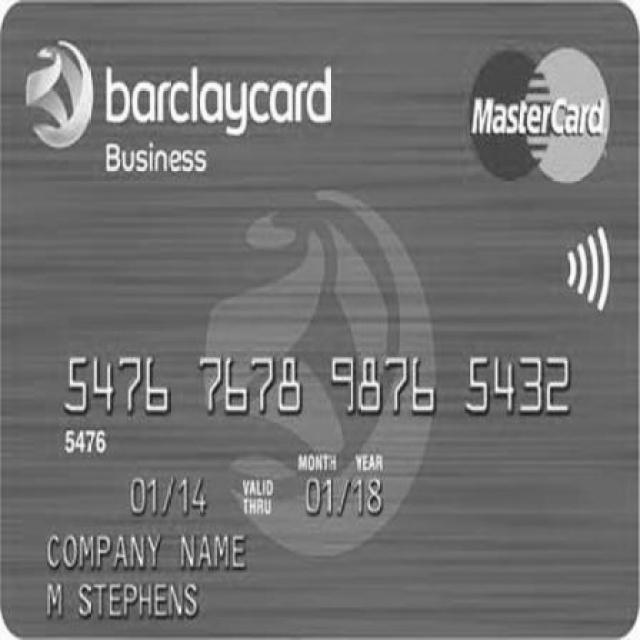 barclaycard
Business
MasterCard
5476 7678 9876 5432
5476
MONTH YEAR
01/14 VALID THRU 01/18
COMPANY NAME
M STEPHENS